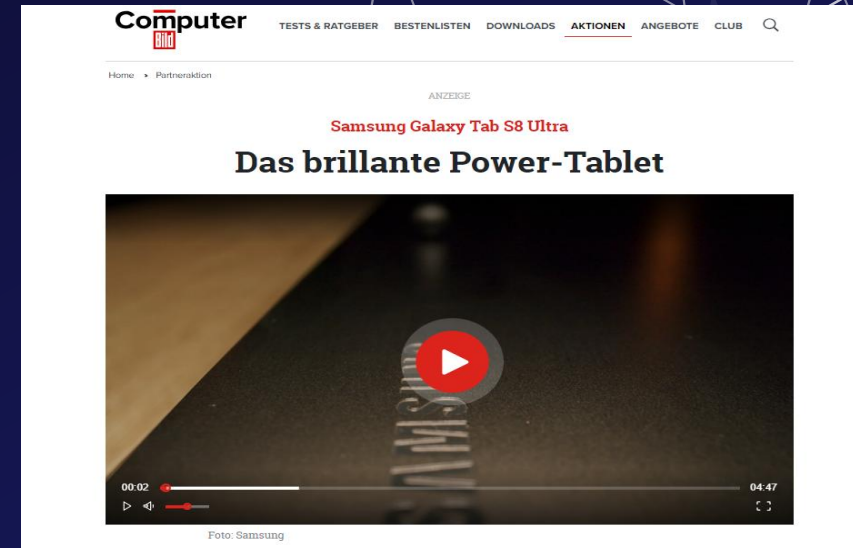 Computer
Bild
TESTS & RATGEBER BESTENLISTEN DOWNLOADS AKTIONEN ANGEBOTE CLUB
Home > Partneraktion
ANZEIGE
Samsung Galaxy Tab S8 Ultra
Das brillante Power-Tablet
SAMSUNG
00:02 04:47
Foto: Samsung